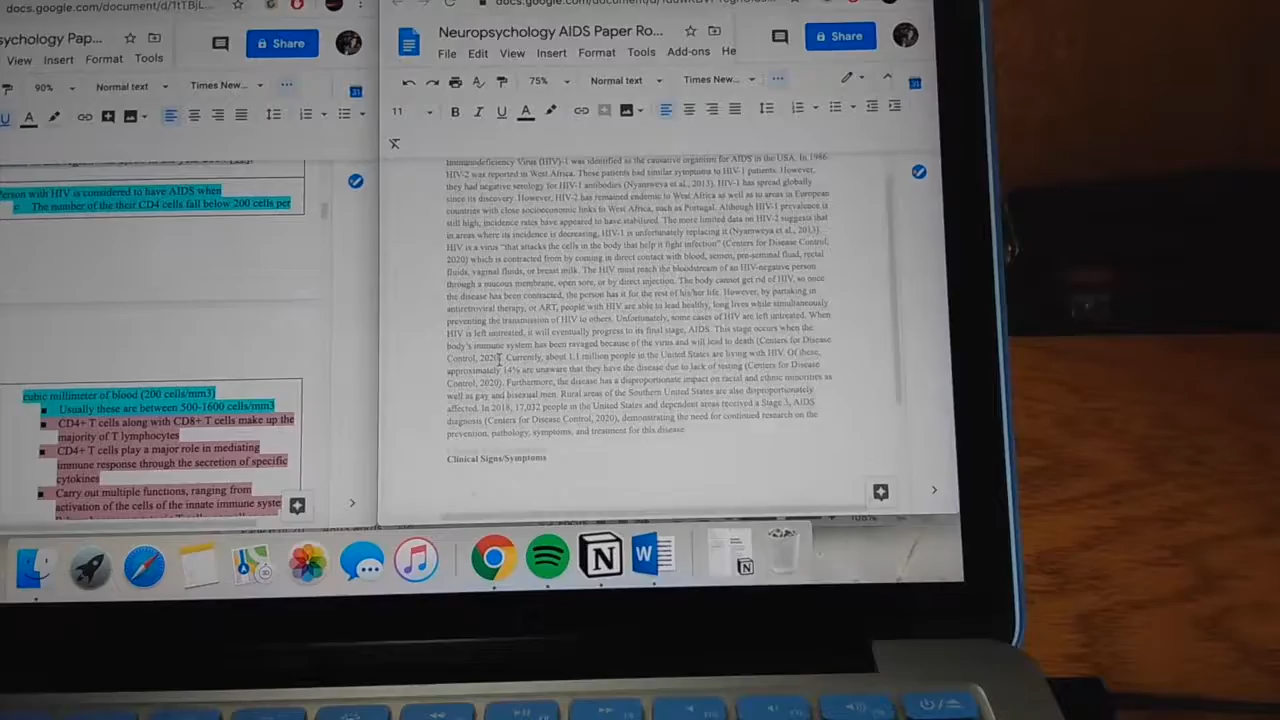 docs.google.com/document/d/1tTBjL...
sychology Pap...
Share
View Insert Format Tools
90% Normal text Times New...
Person with HIV is considered to have AIDS when
The number of the their CD4 cells fall below 200 cells per
cubic millimeter of blood (200 cells/mm3)
Usually these are between 500-1600 cells/mm3
CD4+ T cells along with CD8+ T cells make up the
majority of T lymphocytes
CD4+ T cells play a major role in mediating
immune response through the secretion of specific
cytokines
Carry out multiple functions, ranging from
activation of the cells of the innate immune syste
docs.google.com/document/d/
Neuropsychology AIDS Paper Ro...
Share
File Edit View Insert Format Tools Add-ons He
75% Normal text Times New...
11 B I U A
Immunodeficiency Virus (HIV)-1 was identified as the causative organism for AIDS in the USA. In 1986
HIV-2 was reported in West Africa. These patients had similar symptoms to HIV-1 patients. However,
they had negative serology for HIV-1 antibodies (Nyamweya et al., 2013). HIV-1 has spread globally
since its discovery. However, HIV-2 has remained endemic to West Africa as well as to areas in European
countries with close socioeconomic links to West Africa, such as Portugal. Although HIV-1 prevalence is
still high, incidence rates have appeared to have stabilized. The more limited data on HIV-2 suggests that
in areas where its incidence is decreasing, HIV-1 is unfortunately replacing it (Nyamweya et al., 2013).
HIV is a virus “that attacks the cells in the body that help it fight infection” (Centers for Disease Control,
2020) which is contracted from by coming in direct contact with blood, semen, pre-seminal fluid, rectal
fluids, vaginal fluids, or breast milk. The HIV must reach the bloodstream of an HIV-negative person
through a mucous membrane, open sore, or by direct injection. The body cannot get rid of HIV, so once
the disease has been contracted, the person has it for the rest of his/her life. However, by partaking in
antiretroviral therapy, or ART, people with HIV are able to lead healthy, long lives while simultaneously
preventing the transmission of HIV to others. Unfortunately, some cases of HIV are left untreated. When
HIV is left untreated, it will eventually progress to its final stage, AIDS. This stage occurs when the
body's immune system has been ravaged because of the virus and will lead to death (Centers for Disease
Control, 2020). Currently, about 1.1 million people in the United States are living with HIV. Of these,
approximately 14% are unaware that they have the disease due to lack of testing (Centers for Disease
Control, 2020). Furthermore, the disease has a disproportionate impact on racial and ethnic minorities as
well as gay and bisexual men. Rural areas of the Southern United States are also disproportionately
affected. In 2018, 17,032 people in the United States and dependent areas received a Stage 3, AIDS
diagnosis (Centers for Disease Control, 2020), demonstrating the need for continued research on the
prevention, pathology, symptoms, and treatment for this disease.
Clinical Signs/Symptoms